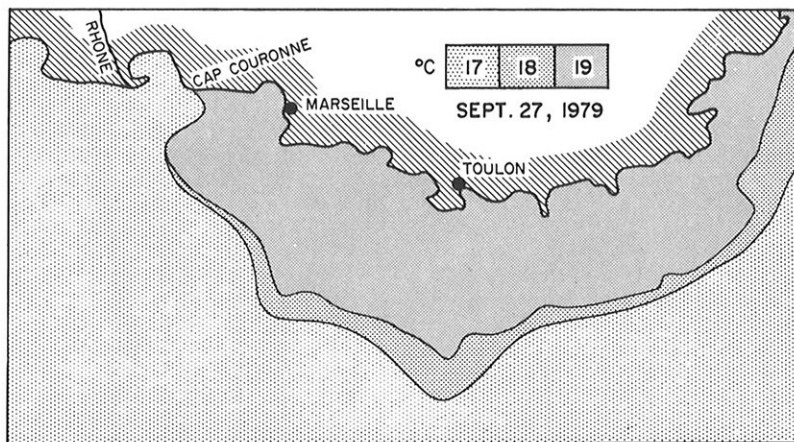 RHONE
CAP COURONNE
°C 17 18 19
SEPT. 27, 1979
MARSEILLE
TOULON